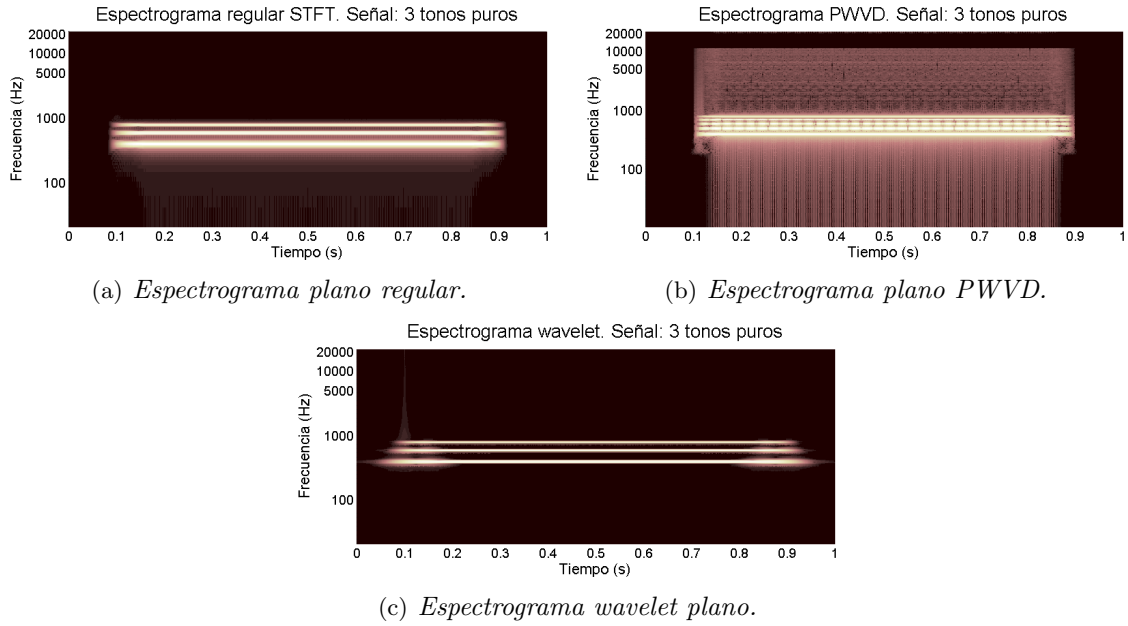 Espectrograma regular STFT. Señal: 3 tonos puros
Frecuencia (Hz)
20000
10000
5000
1000
100
0 0.1 0.2 0.3 0.4 0.5 0.6 0.7 0.8 0.9 1
Tiempo (s)
(a) Espectrograma plano regular.
Espectrograma PWVD. Señal: 3 tonos puros
Frecuencia (Hz)
20000
10000
5000
1000
100
0 0.1 0.2 0.3 0.4 0.5 0.6 0.7 0.8 0.9 1
Tiempo (s)
(b) Espectrograma plano PWVD.
Espectrograma wavelet. Señal: 3 tonos puros
Frecuencia (Hz)
20000
10000
5000
1000
100
0 0.1 0.2 0.3 0.4 0.5 0.6 0.7 0.8 0.9 1
Tiempo (s)
(c) Espectrograma wavelet plano.